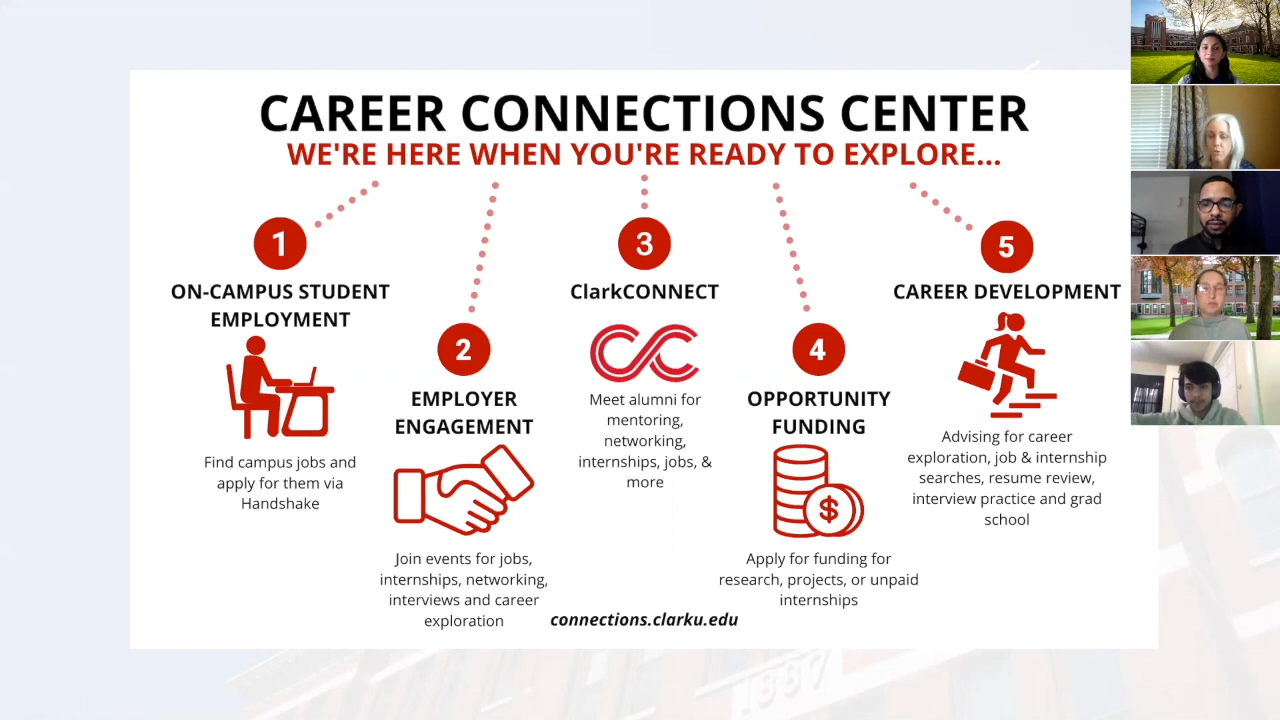 CAREER CONNECTIONS CENTER
WE'RE HERE WHEN YOU'RE READY TO EXPLORE...
1
ON-CAMPUS STUDENT
EMPLOYMENT
Find campus jobs and
apply for them via
Handshake
2
EMPLOYER
ENGAGEMENT
Join events for jobs,
internships, networking,
interviews and career
exploration
3
ClarkCONNECT
CC
Meet alumni for
mentoring,
networking,
internships, jobs, &
more
4
OPPORTUNITY
FUNDING
$
Apply for funding for
research, projects, or unpaid
internships
5
CAREER DEVELOPMENT
Advising for career
exploration, job & internship
searches, resume review,
interview practice and grad
school
connections.clarku.edu
1887